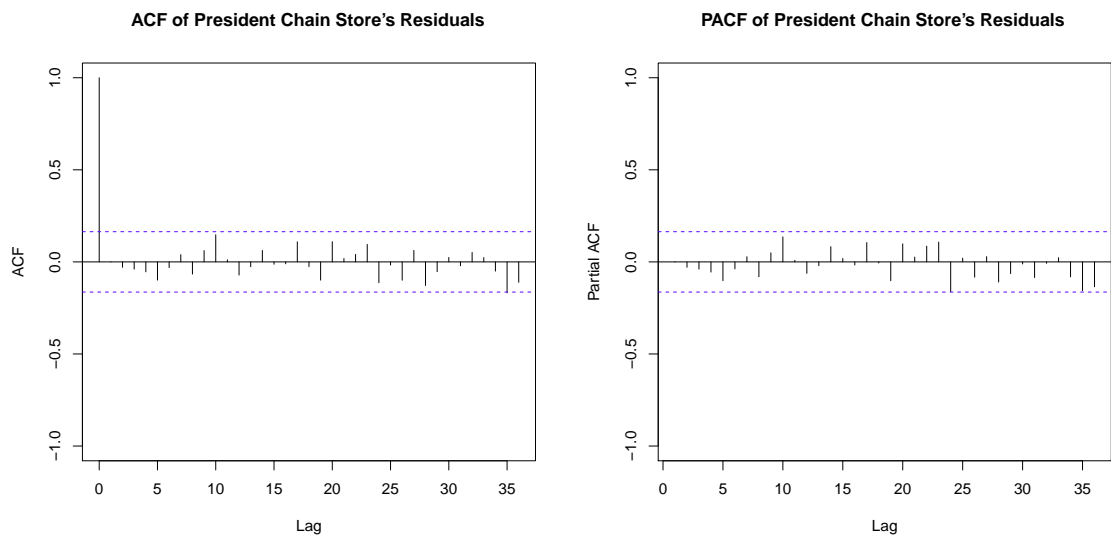 ACF of President Chain Store’s Residuals
1.0
0.5
0.0
−0.5
−1.0
ACF
0 5 10 15 20 25 30 35
Lag
PACF of President Chain Store’s Residuals
1.0
0.5
0.0
−0.5
−1.0
Partial ACF
0 5 10 15 20 25 30 35
Lag